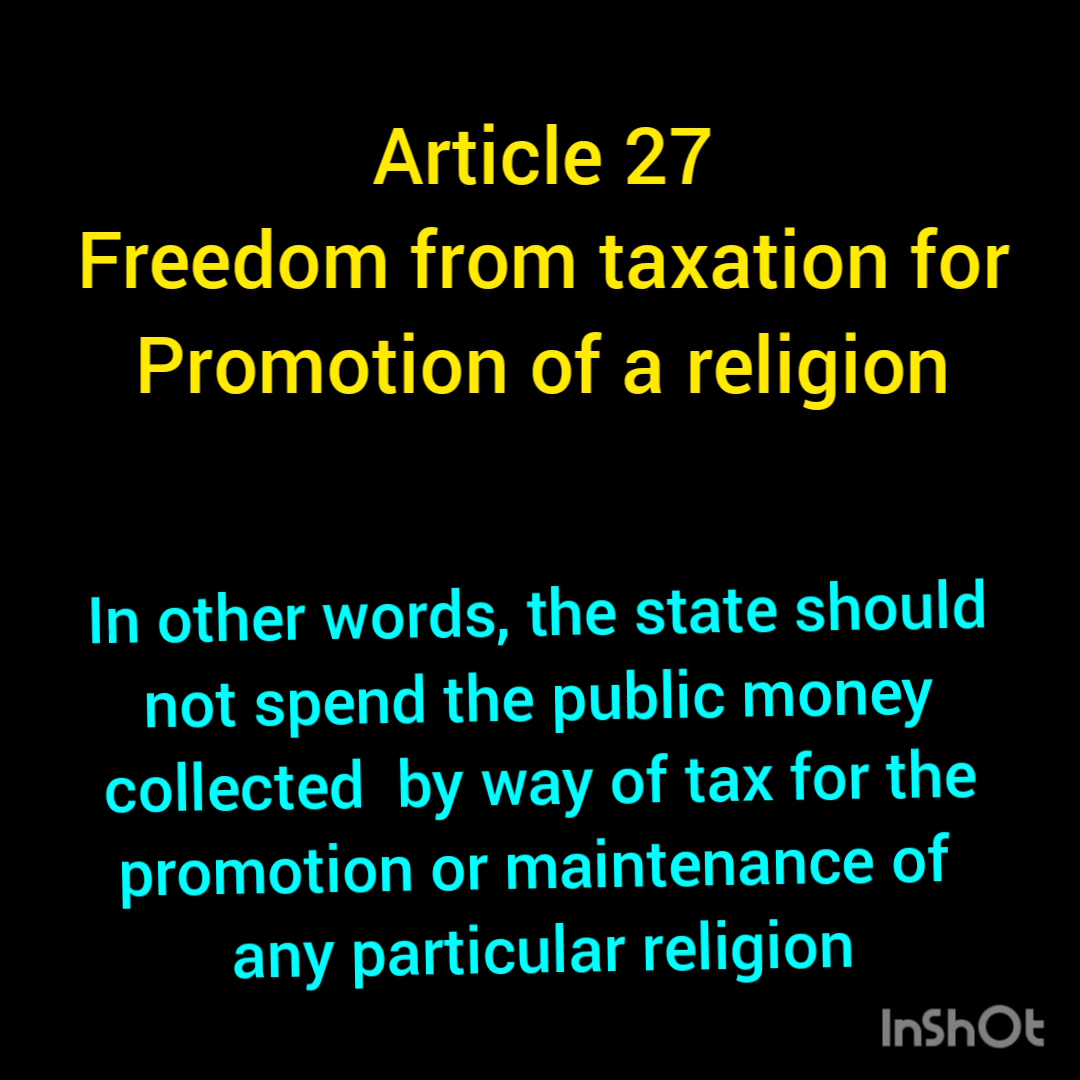 Article 27
Freedom from taxation for
Promotion of a religion
In other words, the state should
not spend the public money
collected  by way of tax for the
promotion or maintenance of
any particular religion
InShOt